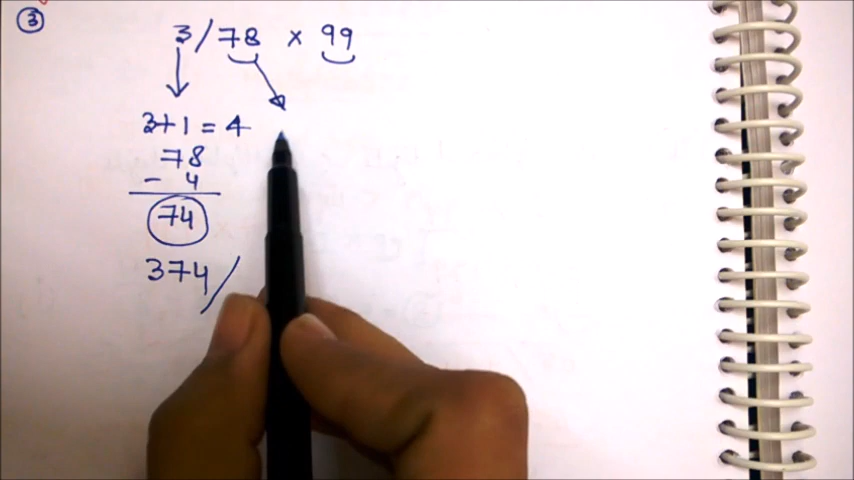 3
3/78 × 99
3+1 = 4
78
- 4
74
374/